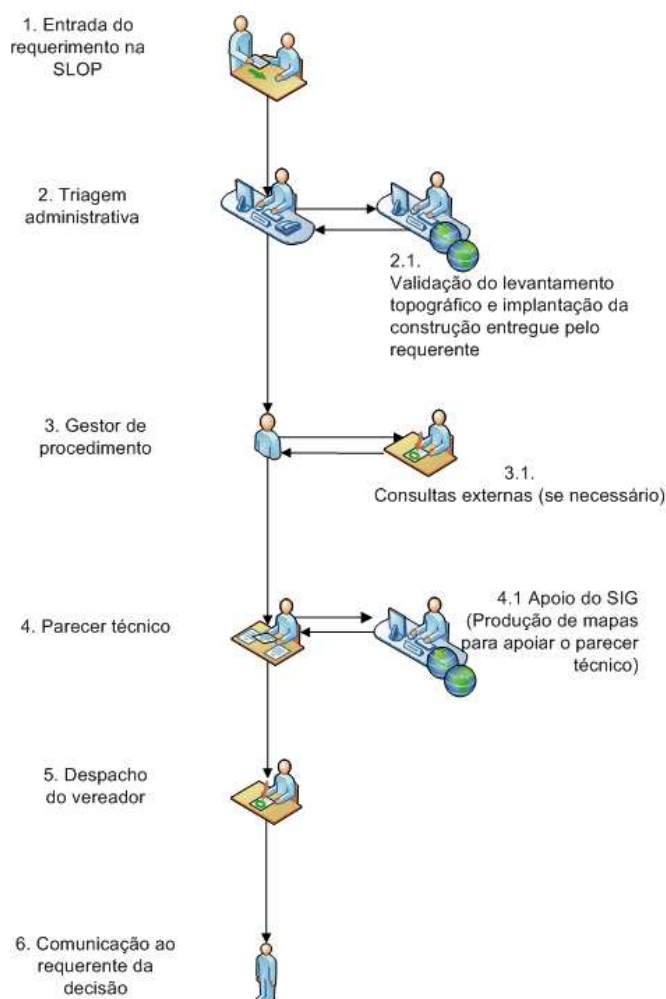 1. Entrada do
requerimento na
SLOP
2. Triagem
administrativa
2.1.
Validação do levantamento
topográfico e implantação da
construção entregue pelo
requerente
3. Gestor de
procedimento
3.1.
Consultas externas (se necessário)
4. Parecer técnico
4.1 Apoio do SIG
(Produção de mapas
para apoiar o parecer
técnico)
5. Despacho
do vereador
6. Comunicação ao
requerente da
decisão